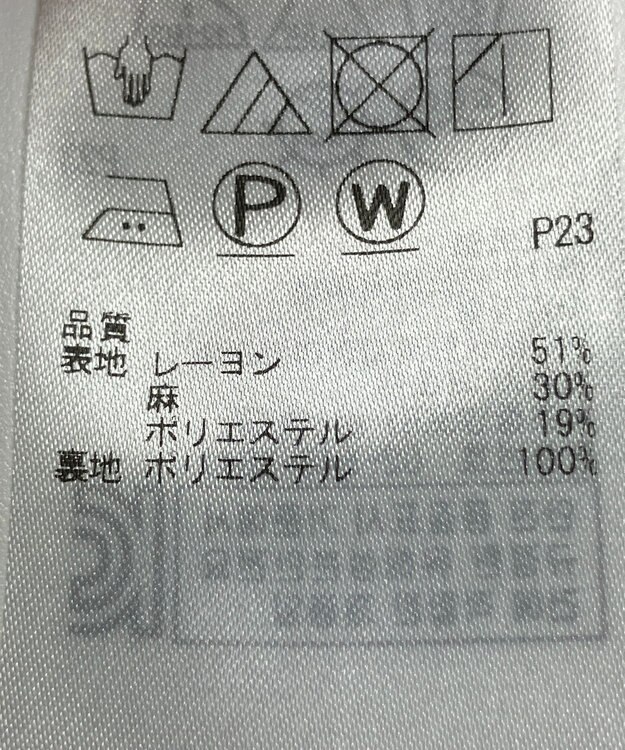 P W P23
品質
表地 レーヨン 51%
麻 30%
ポリエステル 19%
裏地 ポリエステル 100%